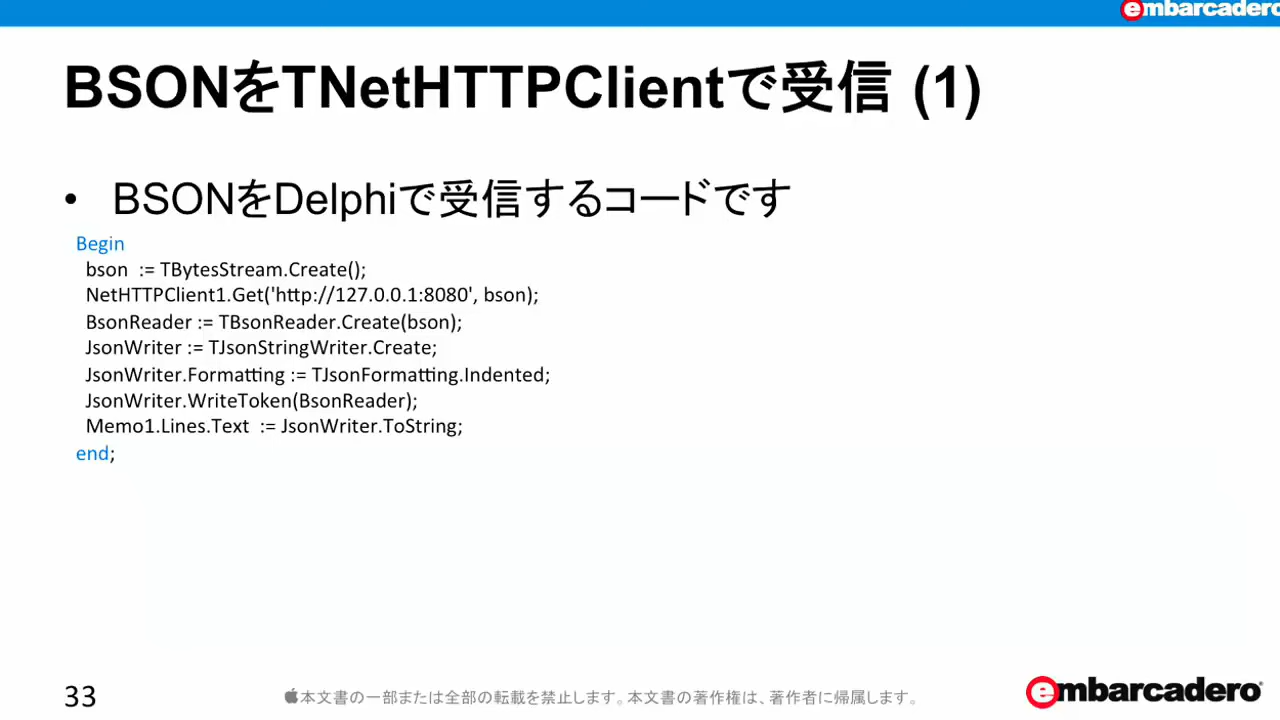 embarcadero
BSONをTNetHTTPClientで受信 (1)
• BSONをDelphiで受信するコードです
Begin
bson := TBytesStream.Create();
NetHTTPClient1.Get('http://127.0.0.1:8080', bson);
BsonReader := TBsonReader.Create(bson);
JsonWriter := TJsonStringWriter.Create;
JsonWriter.Formatting := TJsonFormatting.Indented;
JsonWriter.WriteToken(BsonReader);
Memo1.Lines.Text := JsonWriter.ToString;
end;
33
本文書の一部または全部の転載を禁止します。本文書の著作権は、著作者に帰属します。
embarcadero®